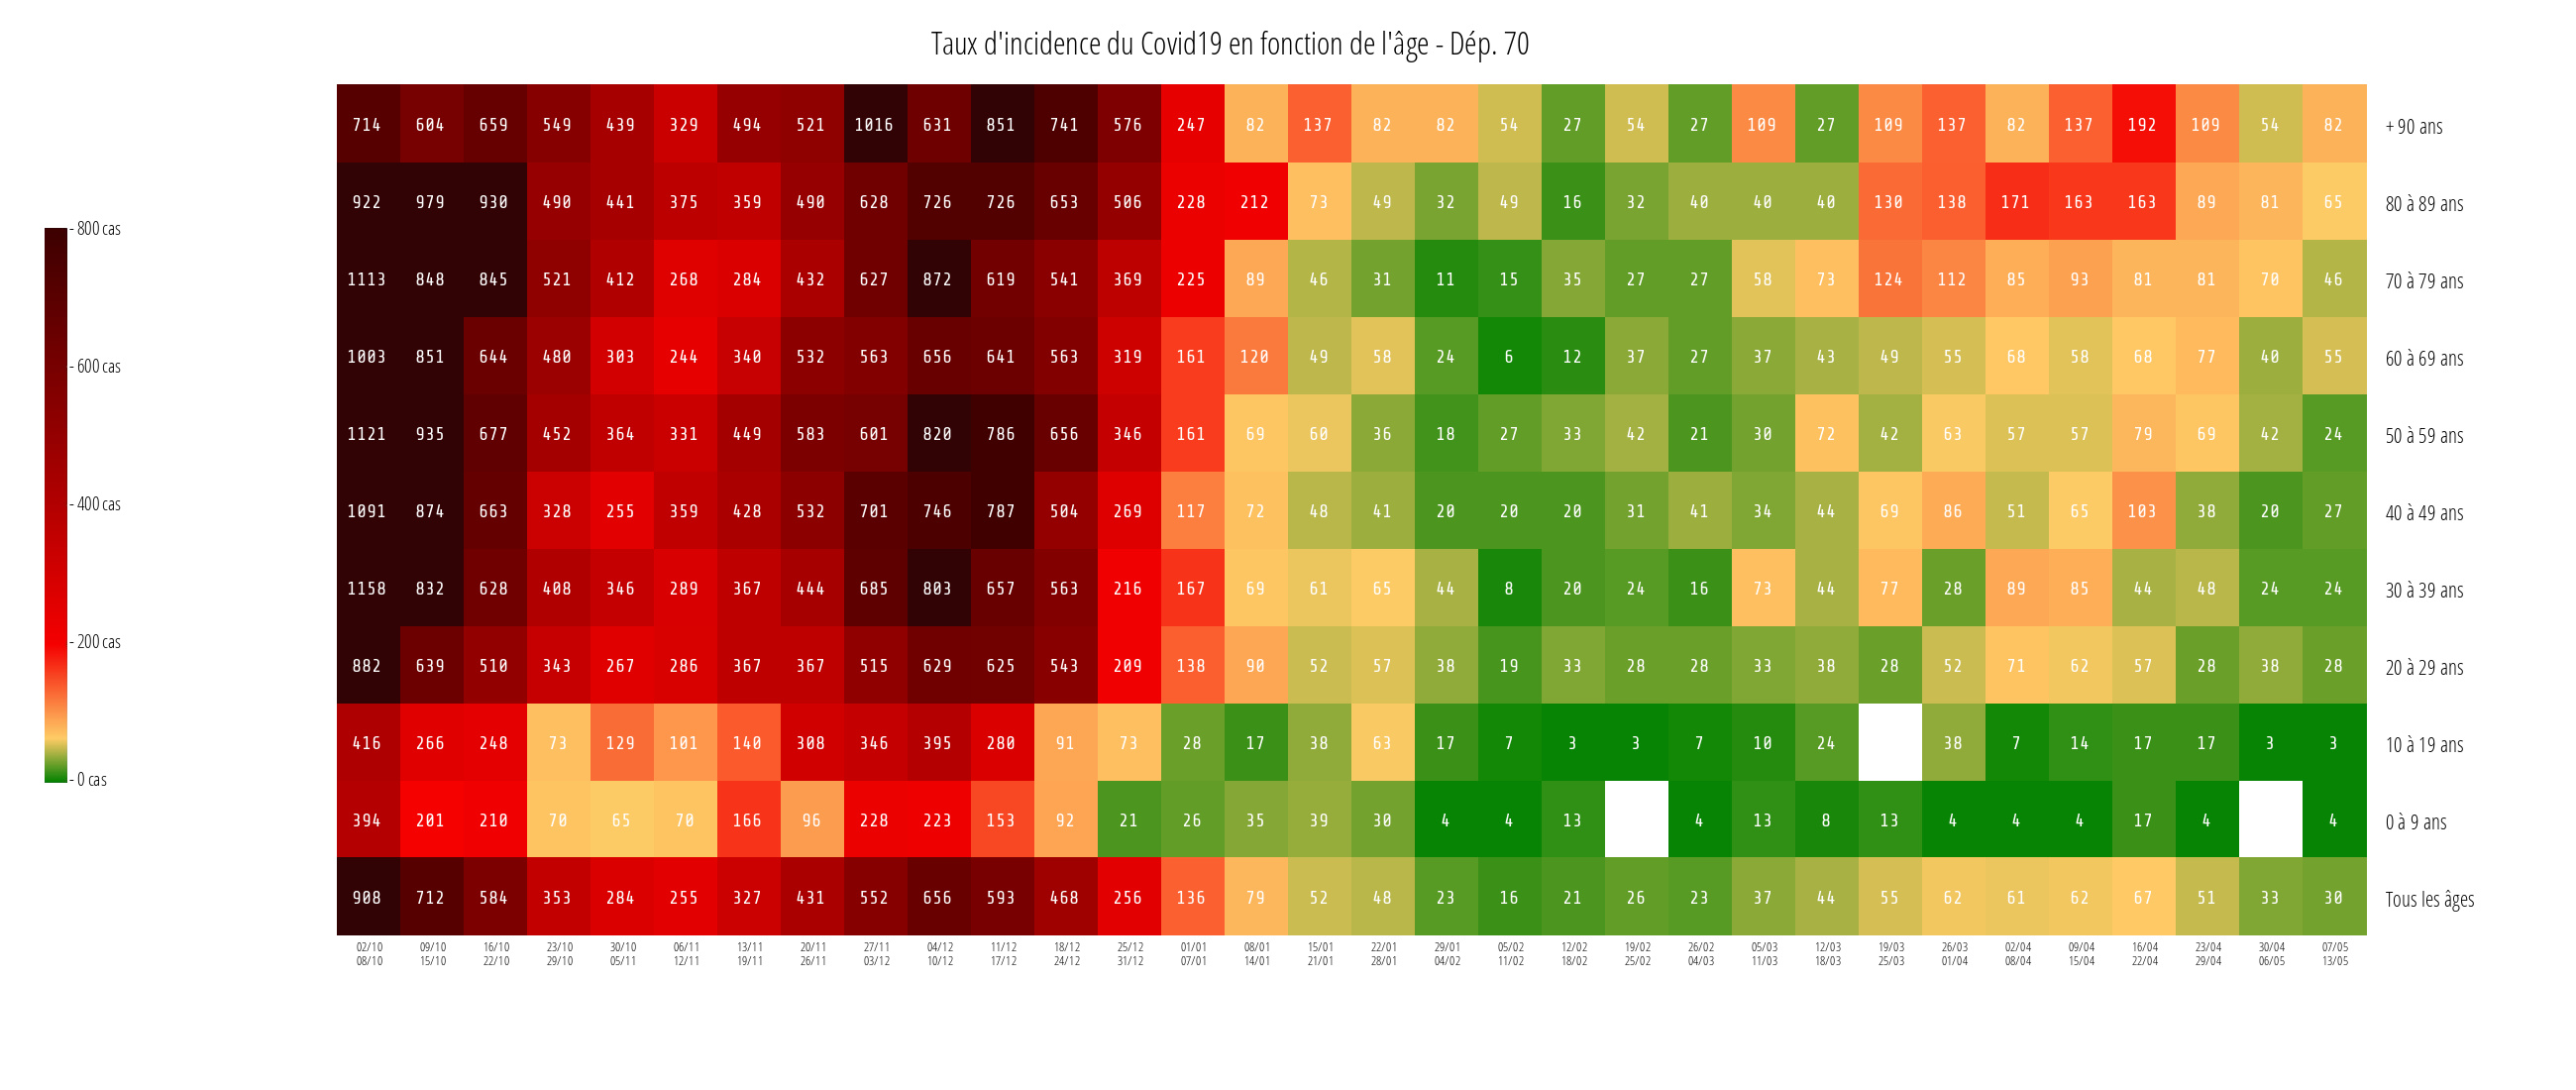 Taux d'incidence du Covid19 en fonction de l'âge - Dép. 70
- 800 cas
- 600 cas
- 400 cas
- 200 cas
- 0 cas
714 604 659 549 439 329 494 521 1016 631 851 741 576 247 82 137 82 82 54 27 54 27 109 27 109 137 82 137 192 109 54 82 + 90 ans
922 979 930 490 441 375 359 490 628 726 726 653 506 228 212 73 49 32 49 16 32 40 40 40 130 138 171 163 163 89 81 65 80 à 89 ans
1113 848 845 521 412 268 284 432 627 872 619 541 369 225 89 46 31 11 15 35 27 27 58 73 124 112 85 93 81 81 70 46 70 à 79 ans
1003 851 644 480 303 244 340 532 563 656 641 563 319 161 120 49 58 24 6 12 37 27 37 43 49 55 68 58 68 77 40 55 60 à 69 ans
1121 935 677 452 364 331 449 583 601 820 786 656 346 161 69 60 36 18 27 33 42 21 30 72 42 63 57 57 79 69 42 24 50 à 59 ans
1091 874 663 328 255 359 428 532 701 746 787 504 269 117 72 48 41 20 20 20 31 41 34 44 69 86 51 65 103 38 20 27 40 à 49 ans
1158 832 628 408 346 289 367 444 685 803 657 563 216 167 69 61 65 44 8 20 24 16 73 44 77 28 89 85 44 48 24 24 30 à 39 ans
882 639 510 343 267 286 367 367 515 629 625 543 209 138 90 52 57 38 19 33 28 28 33 38 28 52 71 62 57 28 38 28 20 à 29 ans
416 266 248 73 129 101 140 308 346 395 280 91 73 28 17 38 63 17 7 3 3 7 10 24 38 7 14 17 17 3 3 10 à 19 ans
394 201 210 70 65 70 166 96 228 223 153 92 21 26 35 39 30 4 4 13 4 13 8 13 4 4 4 17 4 4 0 à 9 ans
908 712 584 353 284 255 327 431 552 656 593 468 256 136 79 52 48 23 16 21 26 23 37 44 55 62 61 62 67 51 33 30 Tous les âges
02/10 09/10 16/10 23/10 30/10 06/11 13/11 20/11 27/11 04/12 11/12 18/12 25/12 01/01 08/01 15/01 22/01 29/01 05/02 12/02 19/02 26/02 05/03 12/03 19/03 26/03 02/04 09/04 16/04 23/04 30/04 07/05
08/10 15/10 22/10 29/10 05/11 12/11 19/11 26/11 03/12 10/12 17/12 24/12 31/12 07/01 14/01 21/01 28/01 04/02 11/02 18/02 25/02 04/03 11/03 18/03 25/03 01/04 08/04 15/04 22/04 29/04 06/05 13/05